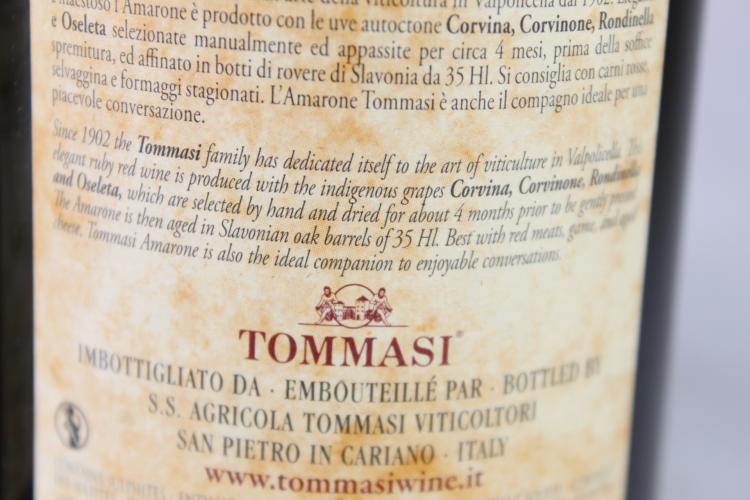 maestoso l'Amarone è prodotto con le uve autoctone Corvina, Corvinone, Rondinella
e Oseleta selezionate manualmente ed appassite per circa 4 mesi, prima della soffice
spremitura, ed affinato in botti di rovere di Slavonia da 35 Hl. Si consiglia con carni rosse,
selvaggina e formaggi stagionati. L'Amarone Tommasi è anche il compagno ideale per una
piacevole conversazione.
Since 1902 the Tommasi family has dedicated itself to the art of viticulture in Valpolicella. This
elegant ruby red wine is produced with the indigenous grapes Corvina, Corvinone, Rondinella
and Oseleta, which are selected by hand and dried for about 4 months prior to be gently pressed.
The Amarone is then aged in Slavonian oak barrels of 35 Hl. Best with red meats, game, and aged
cheese. Tommasi Amarone is also the ideal companion to enjoyable conversations.
TOMMASI®
IMBOTTIGLIATO DA · EMBOUTEILLÉ PAR · BOTTLED BY
S.S. AGRICOLA TOMMASI VITICOLTORI
SAN PIETRO IN CARIANO · ITALY
www.tommasiwine.it